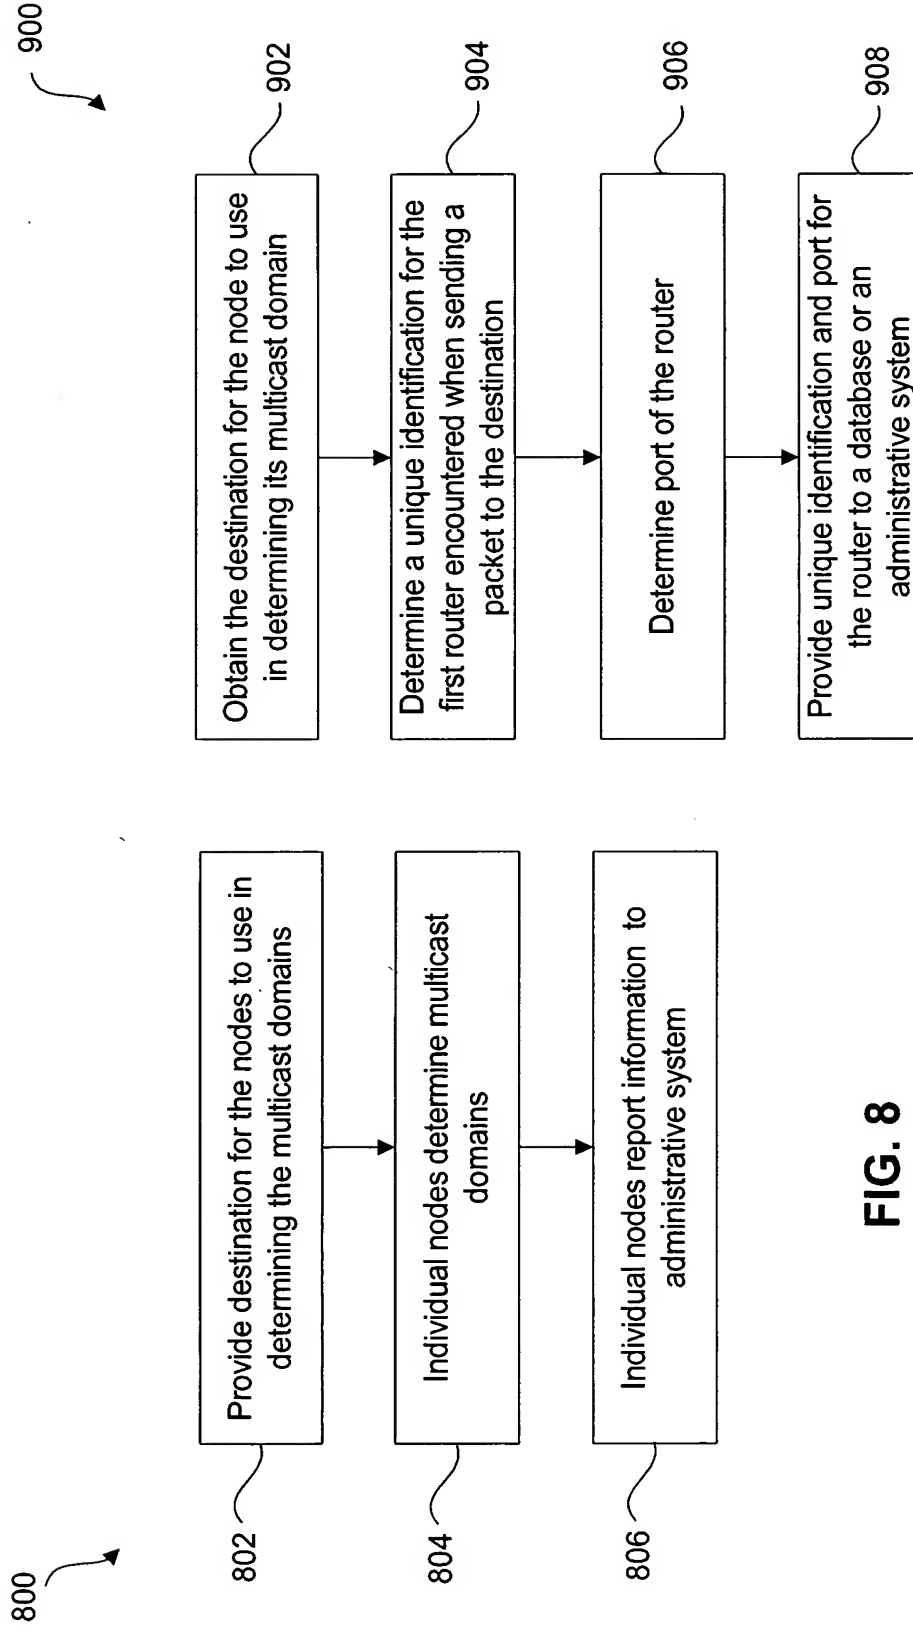 800
802
Provide destination for the nodes to use in
determining the multicast domains
804
Individual nodes determine multicast
domains
806
Individual nodes report information to
administrative system
FIG. 8
900
Obtain the destination for the node to use
in determining its multicast domain
902
Determine a unique identification for the
first router encountered when sending a
packet to the destination
904
Determine port of the router
906
Provide unique identification and port for
the router to a database or an
administrative system
908